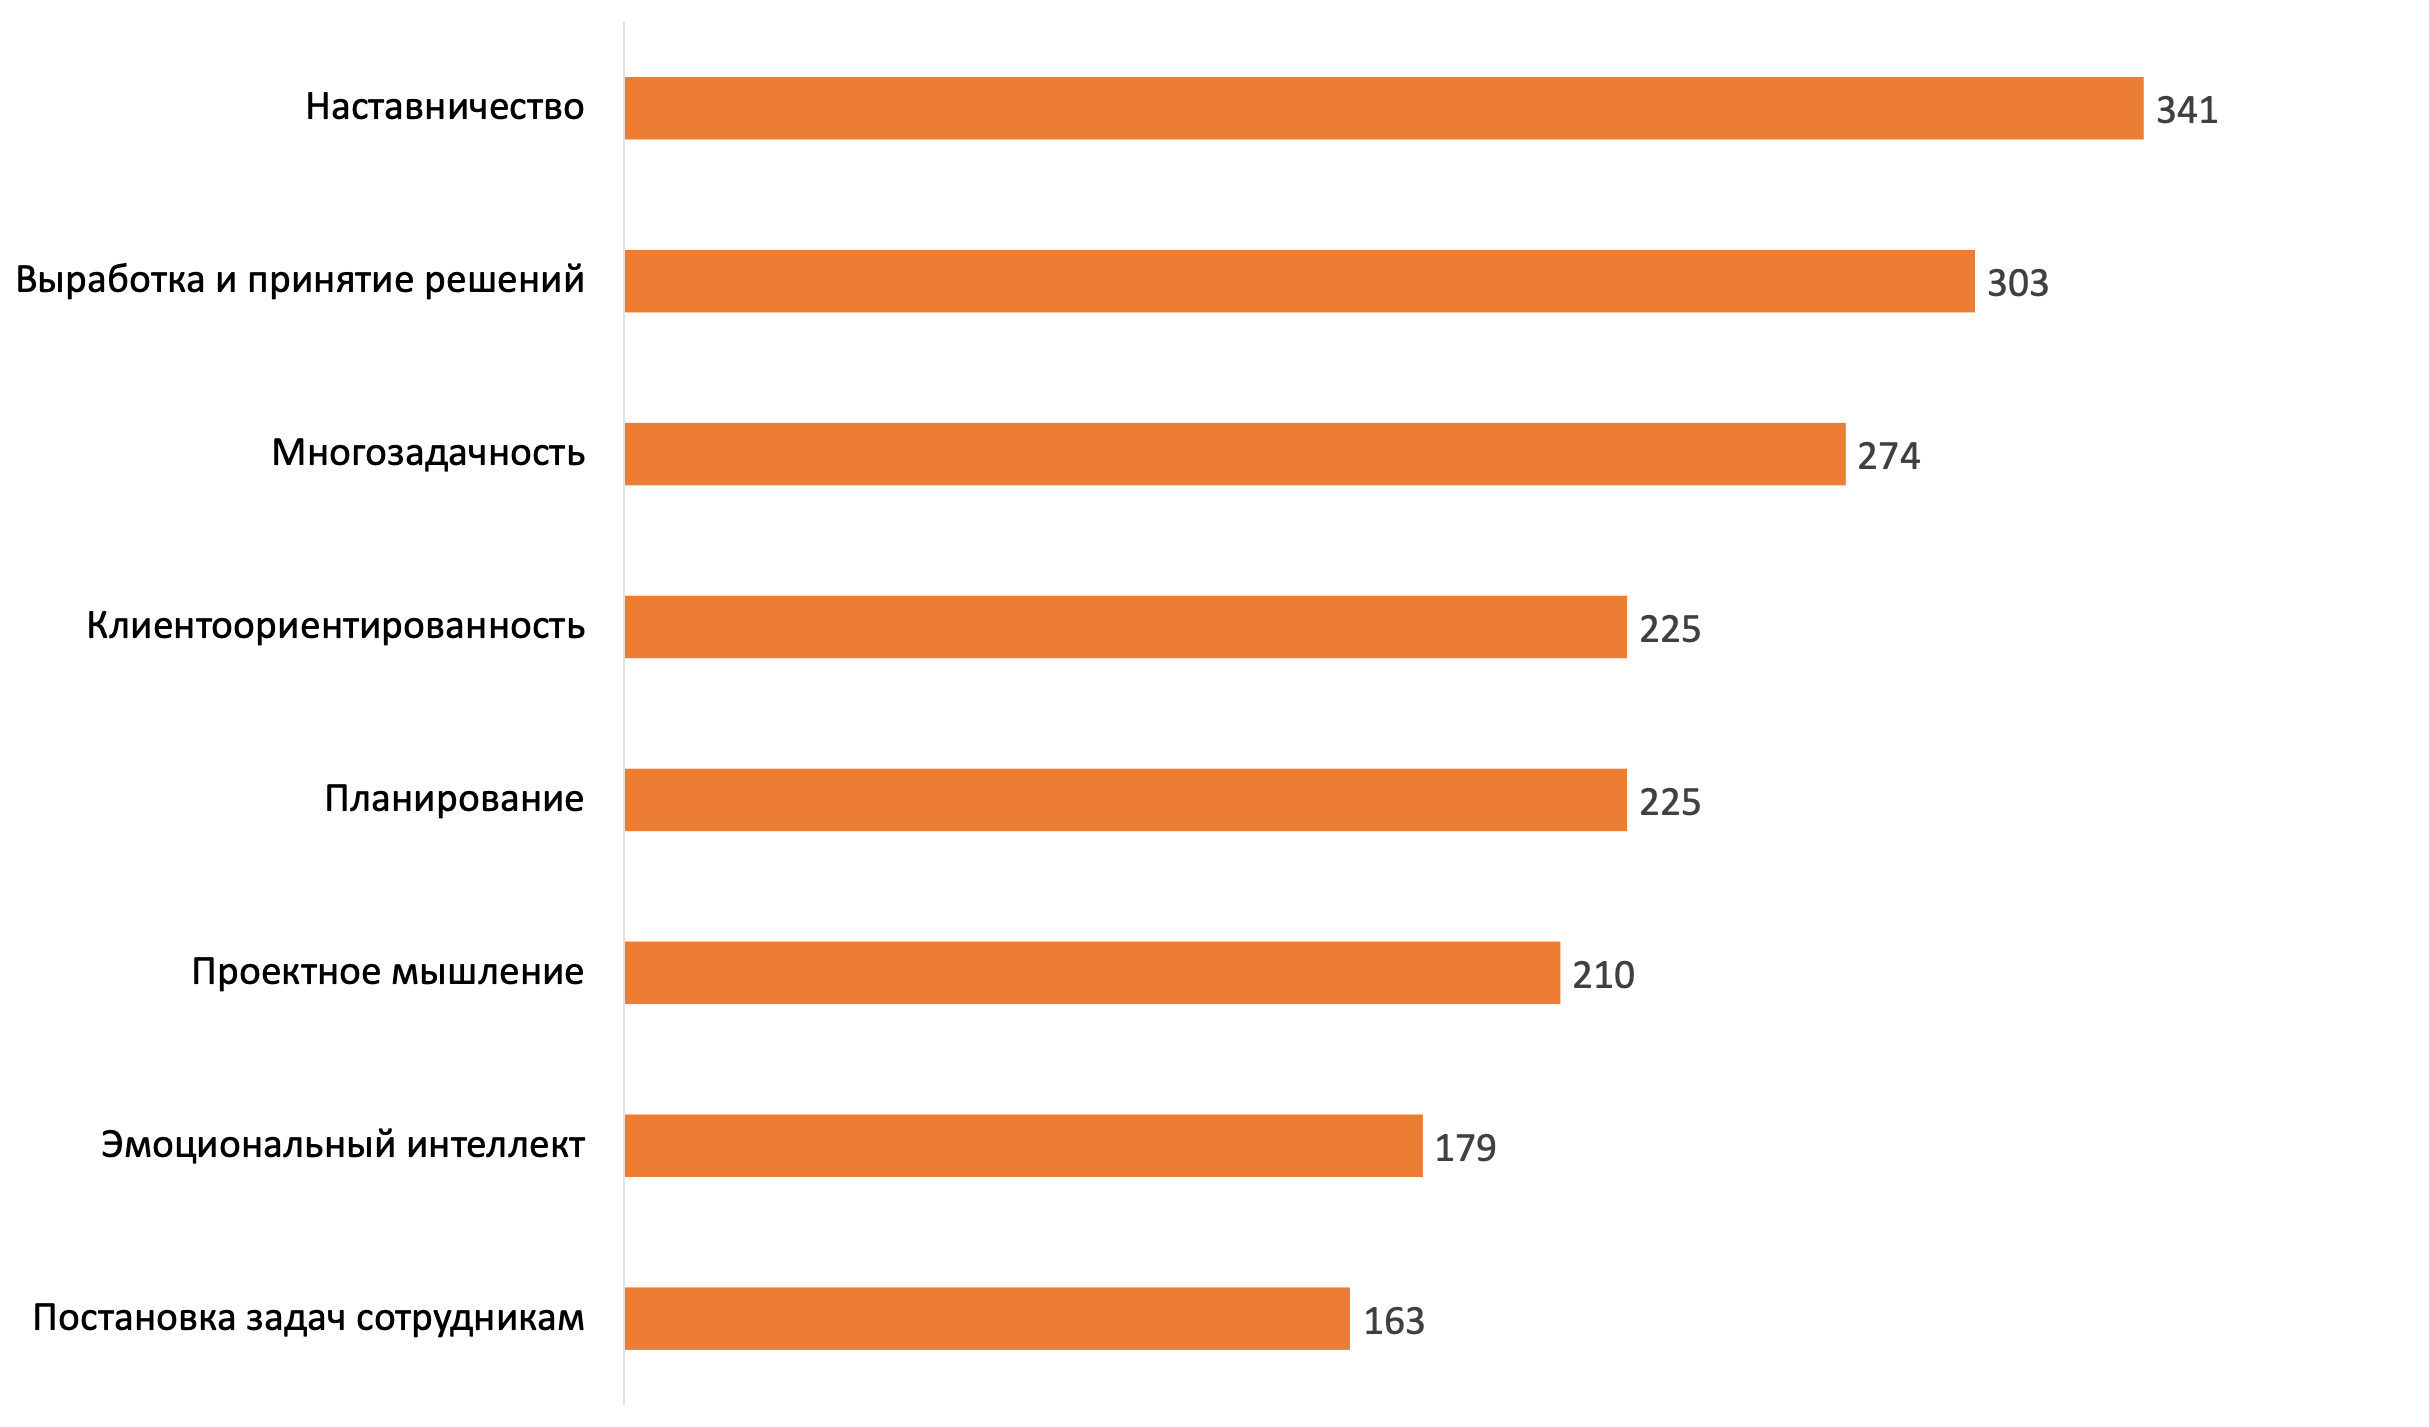 Наставничество 341
Выработка и принятие решений 303
Многозадачность 274
Клиентоориентированность 225
Планирование 225
Проектное мышление 210
Эмоциональный интеллект 179
Постановка задач сотрудникам 163